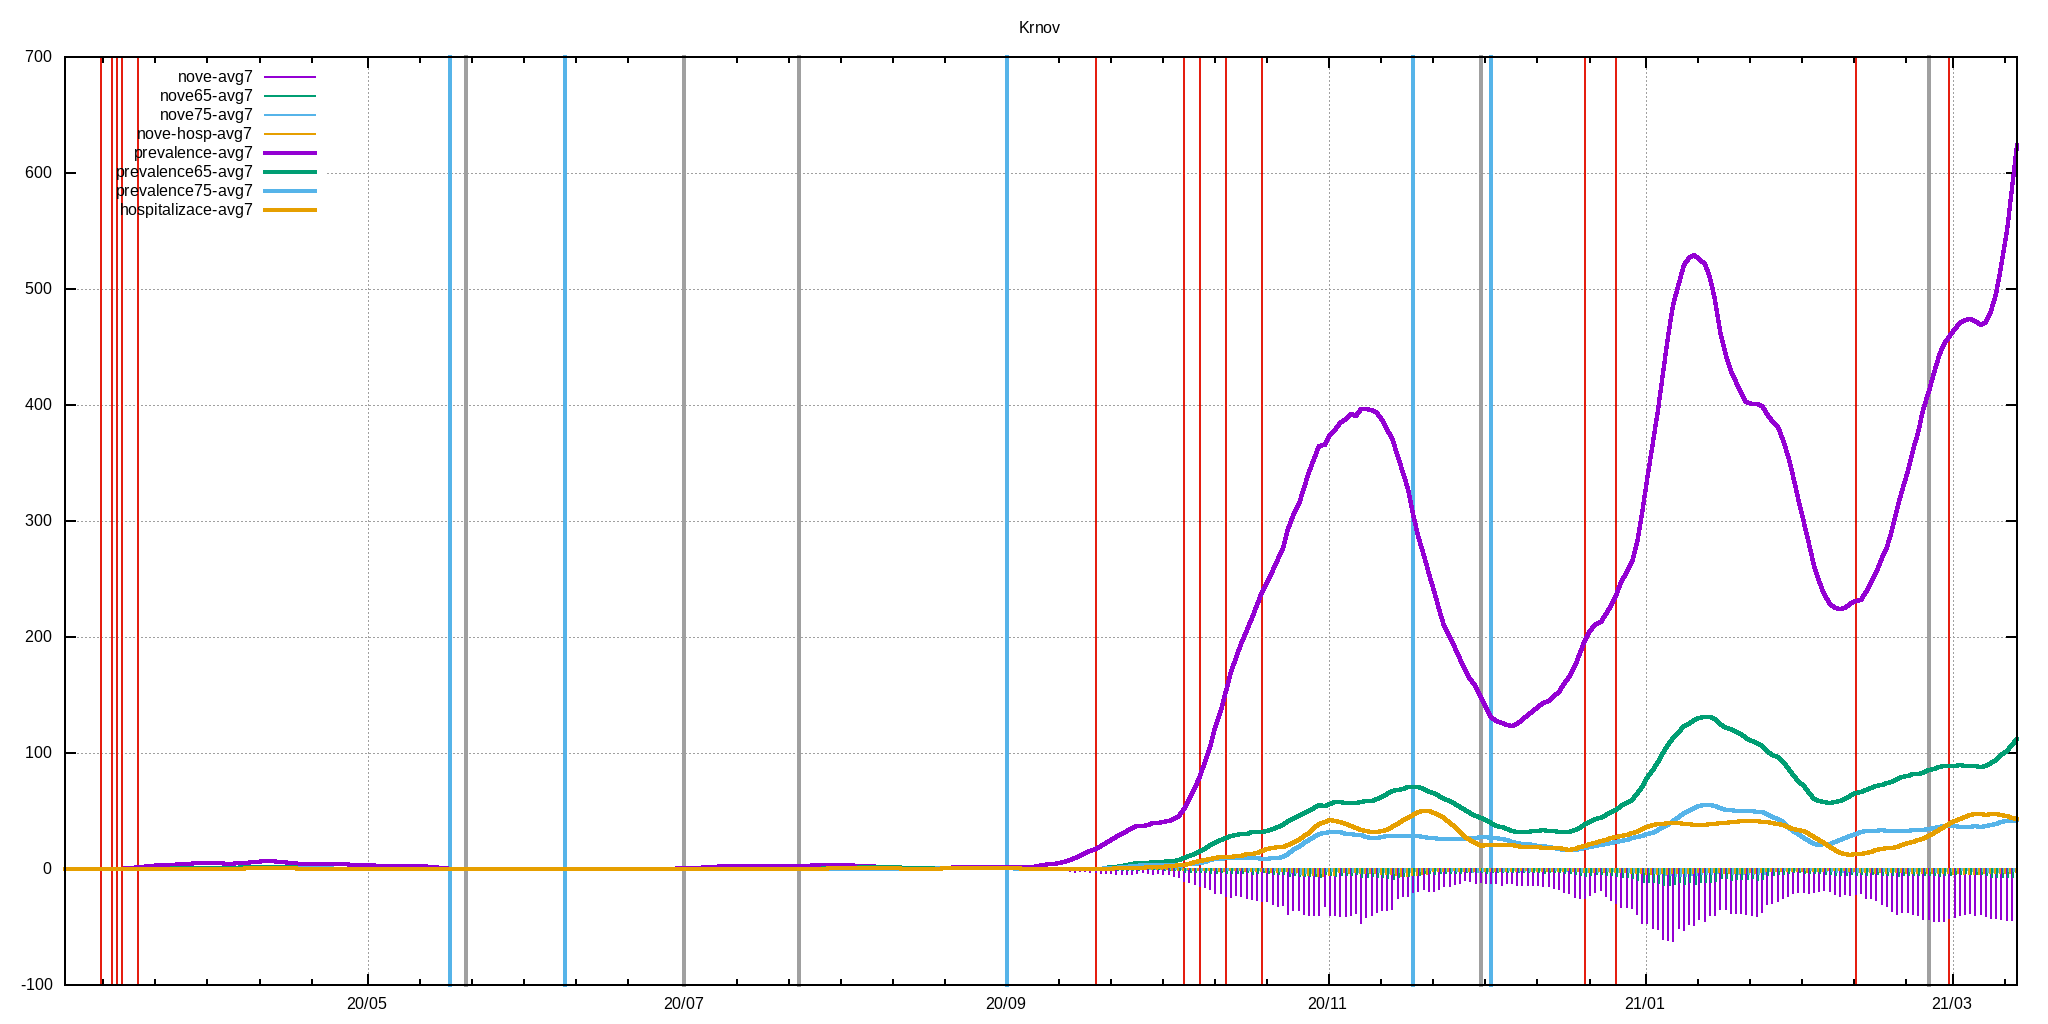 Krnov
700
600
500
400
300
200
100
0
-100
nove-avg7
nove65-avg7
nove75-avg7
nove-hosp-avg7
prevalence-avg7
prevalence65-avg7
prevalence75-avg7
hospitalizace-avg7
20/05
20/07
20/09
20/11
21/01
21/03